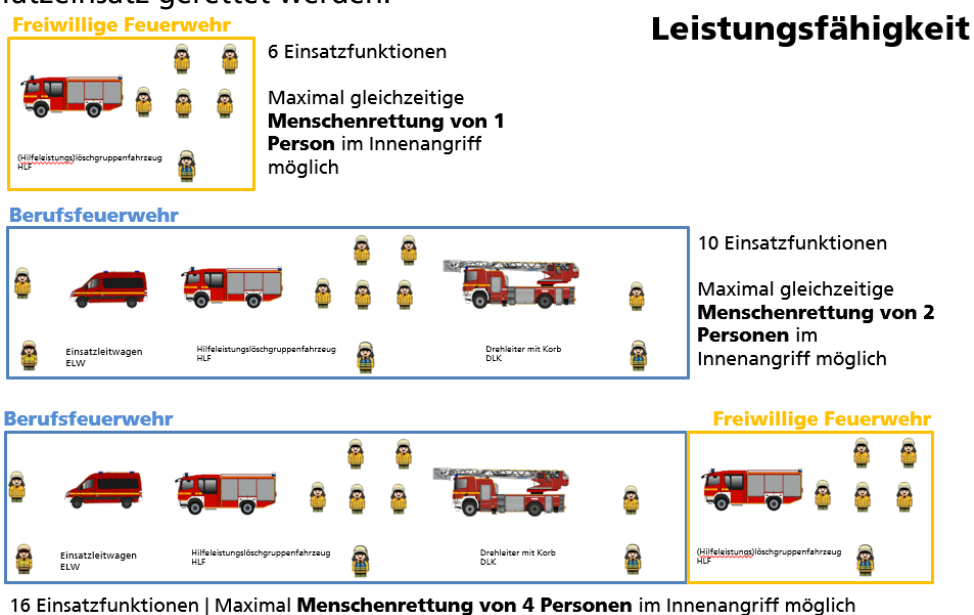 Leistungsfähigkeit
Freiwillige Feuerwehr
6 Einsatzfunktionen
Maximal gleichzeitige
Menschenrettung von 1
Person im Innenangriff
möglich
(Hilfeleistungs)löschgruppenfahrzeug
HLF
Berufsfeuerwehr
10 Einsatzfunktionen
Maximal gleichzeitige
Menschenrettung von 2
Personen im
Innenangriff möglich
Einsatzleitwagen
ELW
Hilfeleistungslöschgruppenfahrzeug
HLF
Drehleiter mit Korb
DLK
Berufsfeuerwehr
Freiwillige Feuerwehr
Einsatzleitwagen
ELW
Hilfeleistungslöschgruppenfahrzeug
HLF
Drehleiter mit Korb
DLK
(Hilfeleistungs)löschgruppenfahrzeug
HLF
16 Einsatzfunktionen | Maximal Menschenrettung von 4 Personen im Innenangriff möglich